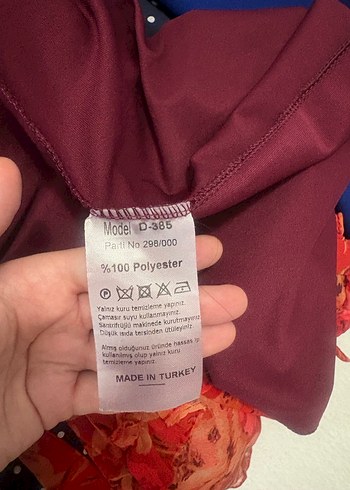 Model D-385
Parti No 298/000
%100 Polyester
Yalnız kuru temizleme yapınız.
Çamaşır suyu kullanmayınız.
Santrifüjlü makinede kurutmayınız
Düşük ısıda tersinden ütüleyiniz
Almış olduğunuz üründe hassas ip
kullanılmış olup yalnız kuru
temizleme yapınız.
MADE IN TURKEY